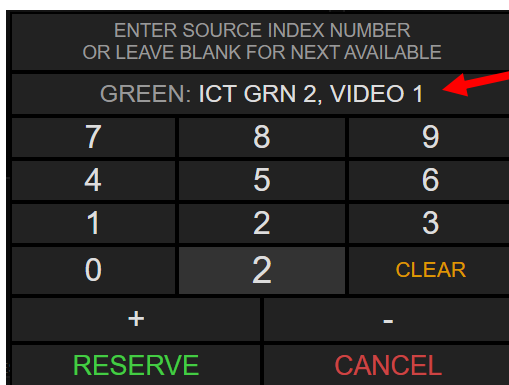 ENTER SOURCE INDEX NUMBER
OR LEAVE BLANK FOR NEXT AVAILABLE
GREEN: ICT GRN 2, VIDEO 1
7 8 9
4 5 6
1 2 3
0 2 CLEAR
+ -
RESERVE CANCEL